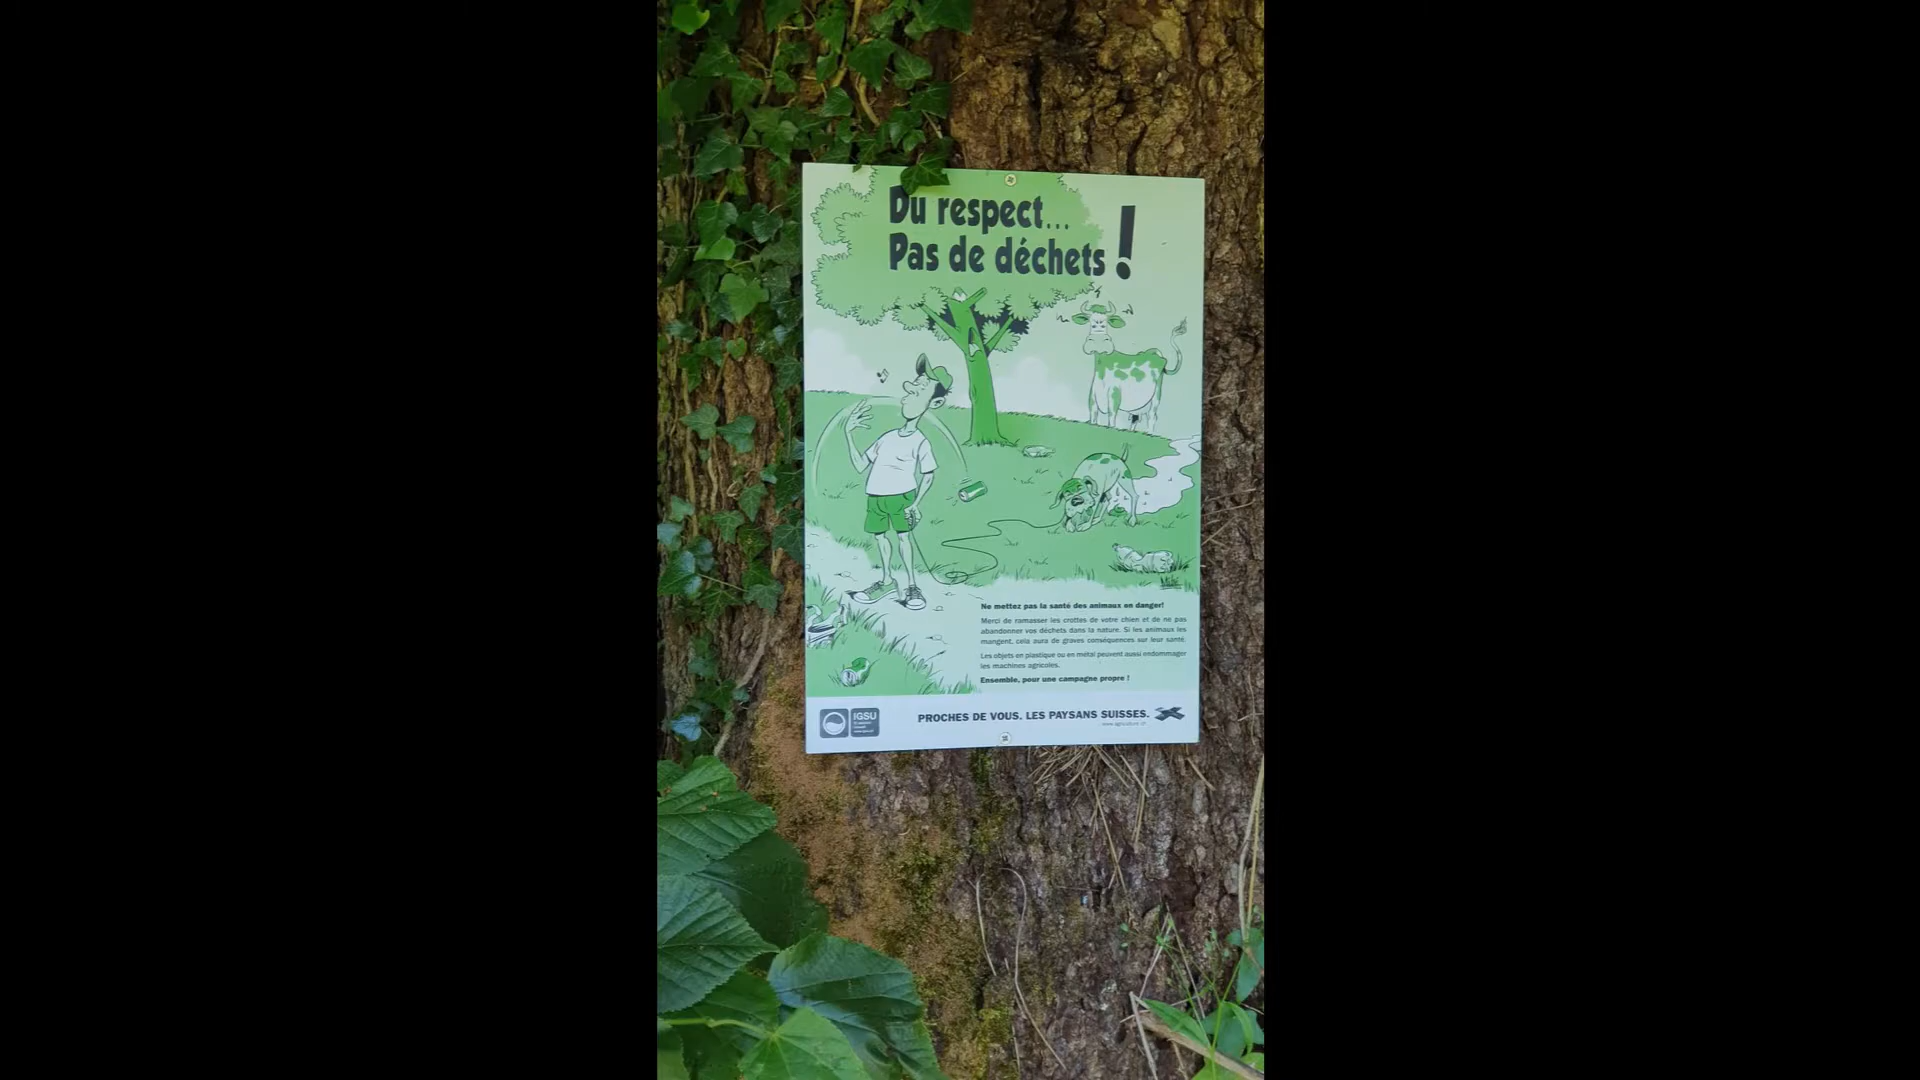 Du respect...
Pas de déchets !
Ne mettez pas la santé des animaux en danger!
Merci de ramasser les crottes de votre chien et de ne pas
abandonner vos déchets dans la nature. Si les animaux les
mangent, cela aura de graves conséquences sur leur santé.
Les objets en plastique ou en métal peuvent aussi endommager
les machines agricoles.
Ensemble, pour une campagne propre !
IGSU
PROCHES DE VOUS. LES PAYSANS SUISSES.